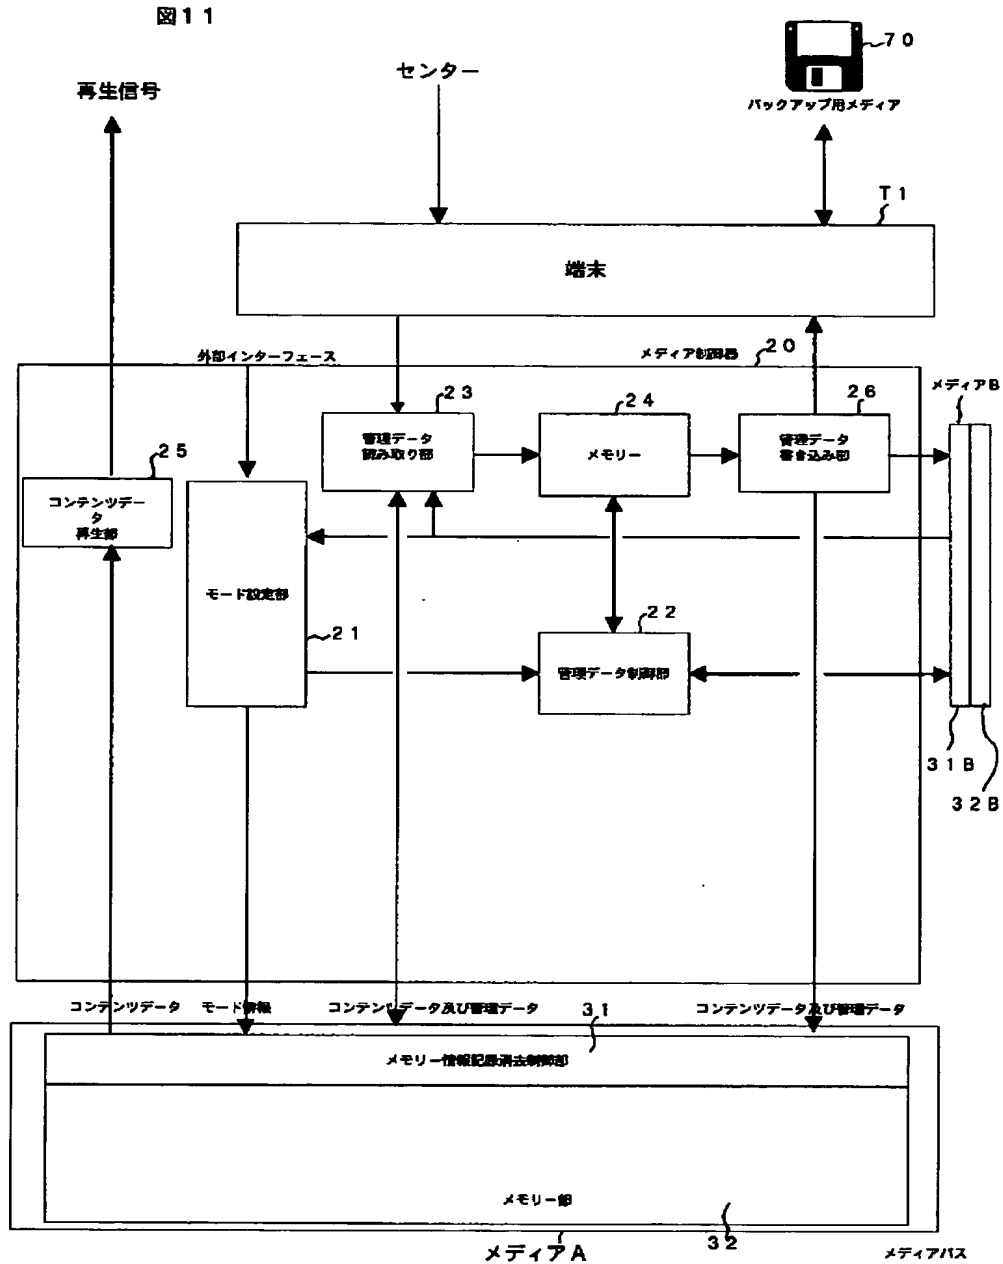 図11
再生信号
センター
70
バックアップ用メディア
T1
端末
外部インターフェース
メディア制御器
20
メディアB
23
24
26
管理データ
読み取り部
メモリー
管理データ
書き込み部
25
コンテンツデー
タ
再生部
モード設定部
21
22
管理データ制御部
31B
32B
コンテンツデータ
モード情報
コンテンツデータ及び管理データ
コンテンツデータ及び管理データ
31
メモリー情報記録消去制御部
メモリー部
32
メディアA
メディアパス